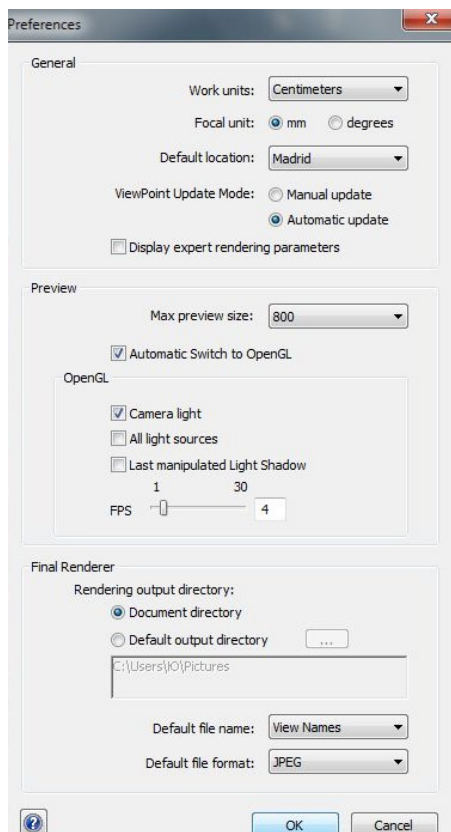 Preferences
General
Work units: Centimeters
Focal unit: mm degrees
Default location: Madrid
ViewPoint Update Mode: Manual update
Automatic update
Display expert rendering parameters
Preview
Max preview size: 800
Automatic Switch to OpenGL
OpenGL
Camera light
All light sources
Last manipulated Light Shadow
1 30
FPS 4
Final Renderer
Rendering output directory:
Document directory
Default output directory ...
C:\Users\Ю\Pictures
Default file name: View Names
Default file format: JPEG
? OK Cancel